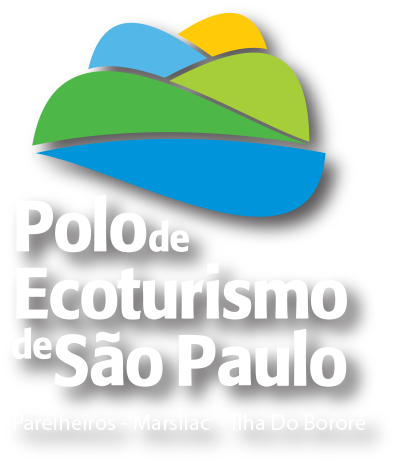 Polo de
Ecoturismo
de São Paulo
Parelheiros - Marsilac - Ilha Do Bororé